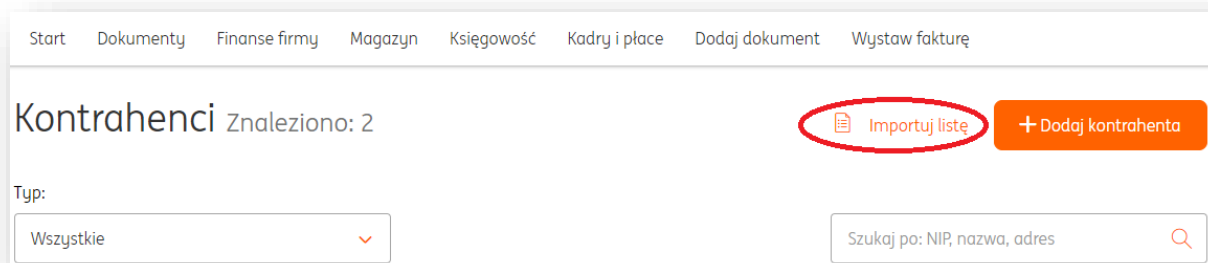 Start Dokumenty Finanse firmy Magazyn Księgowość Kadry i płace Dodaj dokument Wystaw fakturę
Kontrahenci Znaleziono: 2 Importuj listę + Dodaj kontrahenta
Typ:
Wszystkie Szukaj po: NIP, nazwa, adres